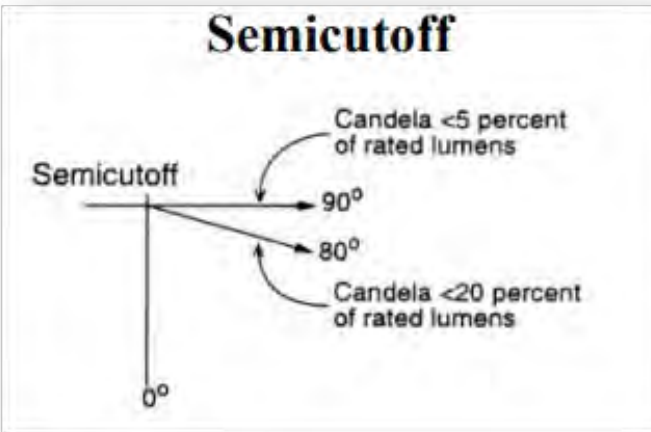 Semicutoff
Candela <5 percent
of rated lumens
Semicutoff
90°
80°
Candela <20 percent
of rated lumens
0°